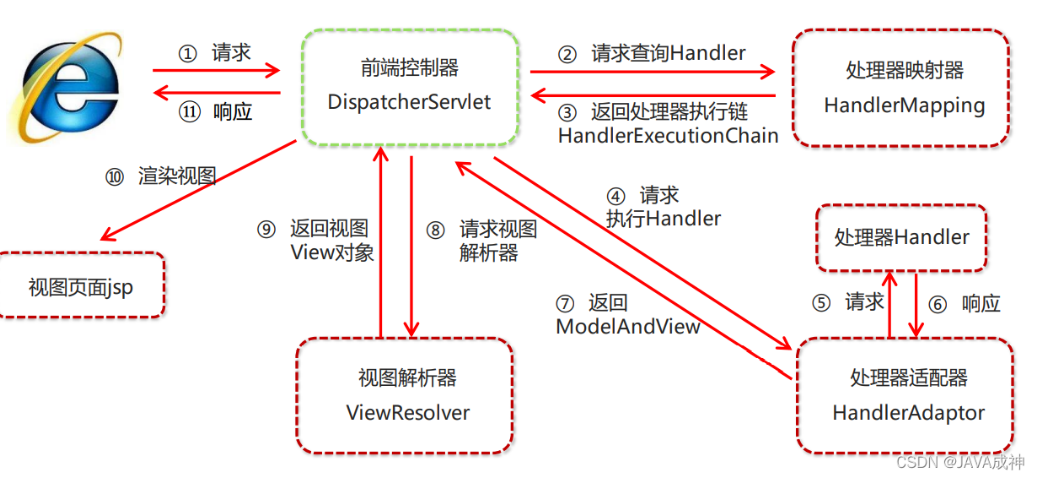 ① 请求
⑪ 响应
前端控制器
DispatcherServlet
② 请求查询Handler
③ 返回处理器执行链
HandlerExecutionChain
处理器映射器
HandlerMapping
⑩ 渲染视图
⑨ 返回视图
View对象
⑧ 请求视图
解析器
④ 请求
执行Handler
处理器Handler
视图页面jsp
⑦ 返回
ModelAndView
⑤ 请求
⑥ 响应
视图解析器
ViewResolver
处理器适配器
HandlerAdaptor
CSDN @JAVA成神